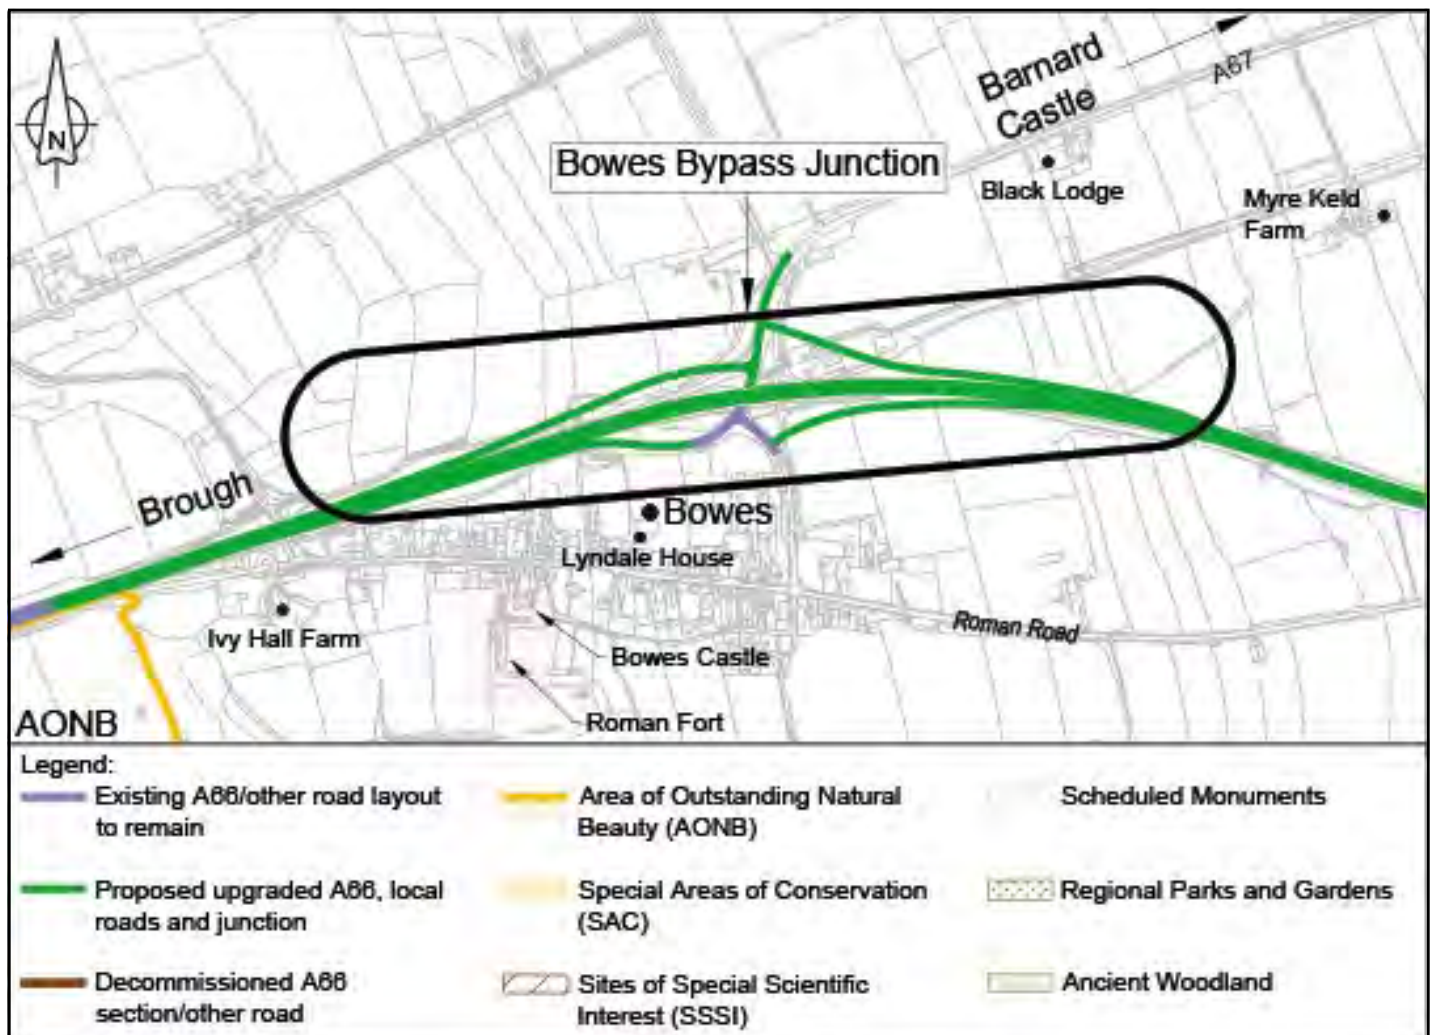 N
Barnard
Castle
A67
Bowes Bypass Junction
Black Lodge
Myre Keld
Farm
Brough
Bowes
Lyndale House
Ivy Hall Farm
Roman Road
Bowes Castle
Roman Fort
AONB
Legend:
Existing A66/other road layout
to remain
Proposed upgraded A66, local
roads and junction
Decommissioned A66
section/other road
Area of Outstanding Natural
Beauty (AONB)
Special Areas of Conservation
(SAC)
Sites of Special Scientific
Interest (SSSI)
Scheduled Monuments
Regional Parks and Gardens
Ancient Woodland